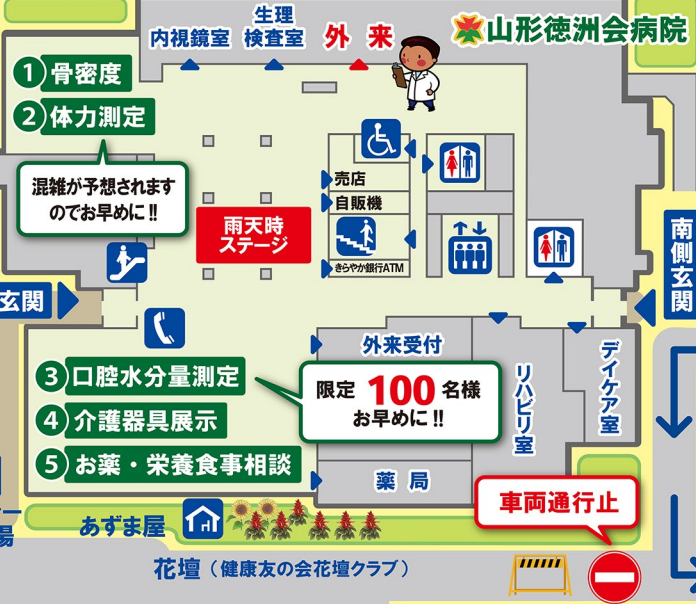 生理
検査室
内視鏡室
外来
山形徳洲会病院
1 骨密度
2 体力測定
混雑が予想されます
のでお早めに!!
売店
自販機
雨天時
ステージ
きらやか銀行ATM
玄関
南側玄関
外来受付
3 口腔水分量測定
限定 100 名様
お早めに!!
4 介護器具展示
5 お薬・栄養食事相談
リハビリ室
デイケア室
薬局
車両通行止
あずま屋
花壇(健康友の会花壇クラブ)
ー
場